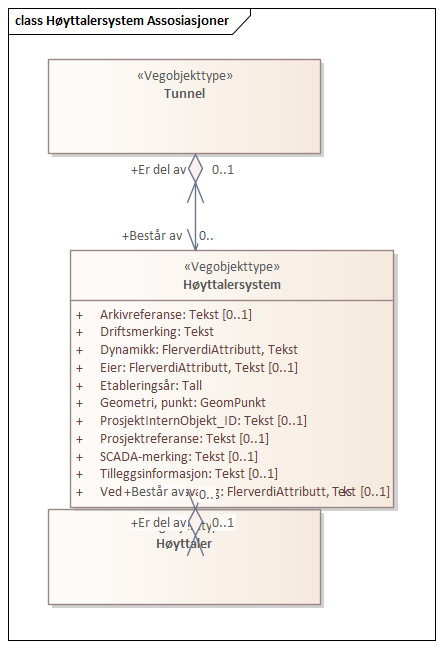 class Høyttalersystem Assosiasjoner
«Vegobjekttype»
Tunnel
+Er del av 0..1
+Består av 0..
«Vegobjekttype»
Høyttalersystem
+ Arkivreferanse: Tekst [0..1]
+ Driftsmerking: Tekst
+ Dynamikk: FlerverdiAttributt, Tekst
+ Eier: FlerverdiAttributt, Tekst [0..1]
+ Etableringsår: Tall
+ Geometri, punkt: GeomPunkt
+ ProsjektInternObjekt_ID: Tekst [0..1]
+ Prosjektreferanse: Tekst [0..1]
+ SCADA-merking: Tekst [0..1]
+ Tilleggsinformasjon: Tekst [0..1]
+ Ved +Består av 0.. : FlerverdiAttributt, Tekst [0..1]
+Er del av 0..1
Høyttaler